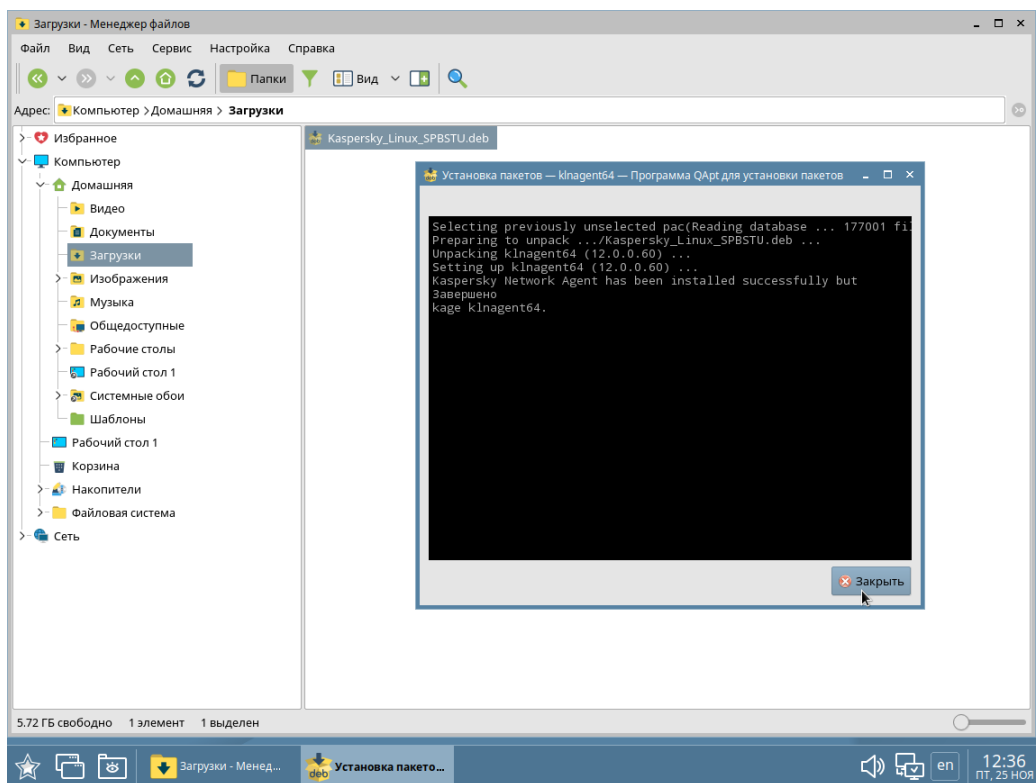 Загрузки - Менеджер файлов
Файл Вид Сеть Сервис Настройка Справка
Папки Вид
Адрес: Компьютер > Домашняя > Загрузки
Избранное
Компьютер
Домашняя
Видео
Документы
Загрузки
Изображения
Музыка
Общедоступные
Рабочие столы
Рабочий стол 1
Системные обои
Шаблоны
Рабочий стол 1
Корзина
Накопители
Файловая система
Сеть
Kaspersky_Linux_SPBSTU.deb
Установка пакетов — klnagent64 — Программа QApt для установки пакетов
Selecting previously unselected pac(Reading database ... 177001 fil
Preparing to unpack .../Kaspersky_Linux_SPBSTU.deb ...
Unpacking klnagent64 (12.0.0.60) ...
Setting up klnagent64 (12.0.0.60) ...
Kaspersky Network Agent has been installed successfully but
Завершено
kage klnagent64.
Закрыть
5.72 ГБ свободно 1 элемент 1 выделен
Загрузки - Менед...
deb Установка пакето...
en
12:36
ПТ, 25 НОЯ